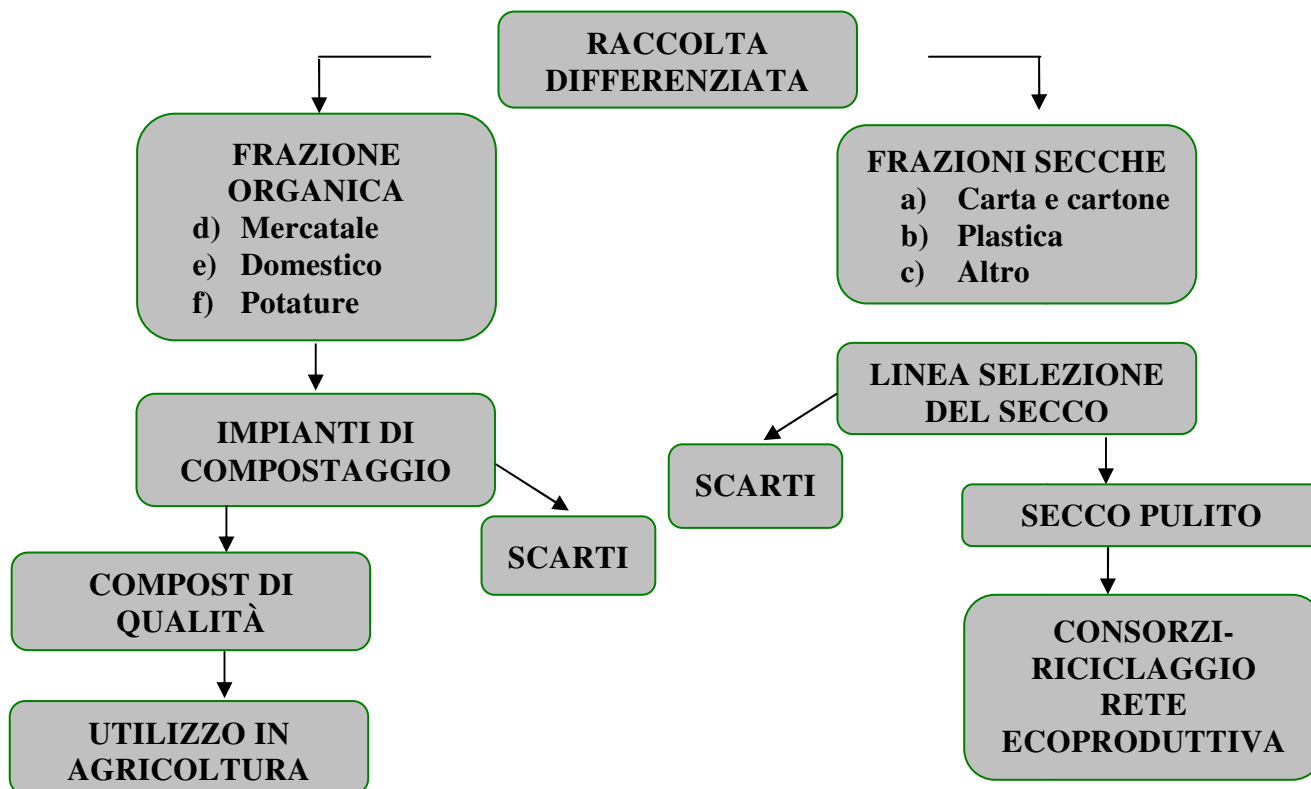 RACCOLTA
DIFFERENZIATA
FRAZIONE
ORGANICA
d) Mercatale
e) Domestico
f) Potature
FRAZIONI SECCHE
a) Carta e cartone
b) Plastica
c) Altro
IMPIANTI DI
COMPOSTAGGIO
LINEA SELEZIONE
DEL SECCO
SCARTI
SCARTI
SECCO PULITO
COMPOST DI
QUALITÀ
CONSORZI-
RICICLAGGIO
RETE
ECOPRODUTTIVA
UTILIZZO IN
AGRICOLTURA